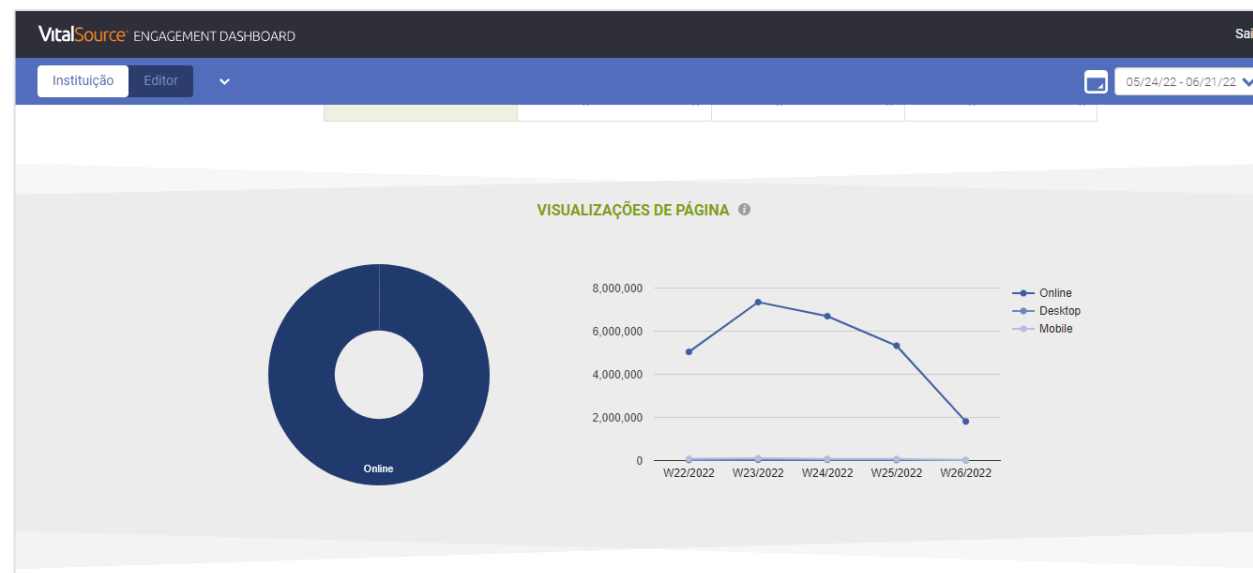 VitalSource ENGAGEMENT DASHBOARD
Instituição Editor
05/24/22 - 06/21/22
VISUALIZAÇÕES DE PÁGINA
Online
8,000,000
6,000,000
4,000,000
2,000,000
0
W22/2022 W23/2022 W24/2022 W25/2022 W26/2022
Online
Desktop
Mobile